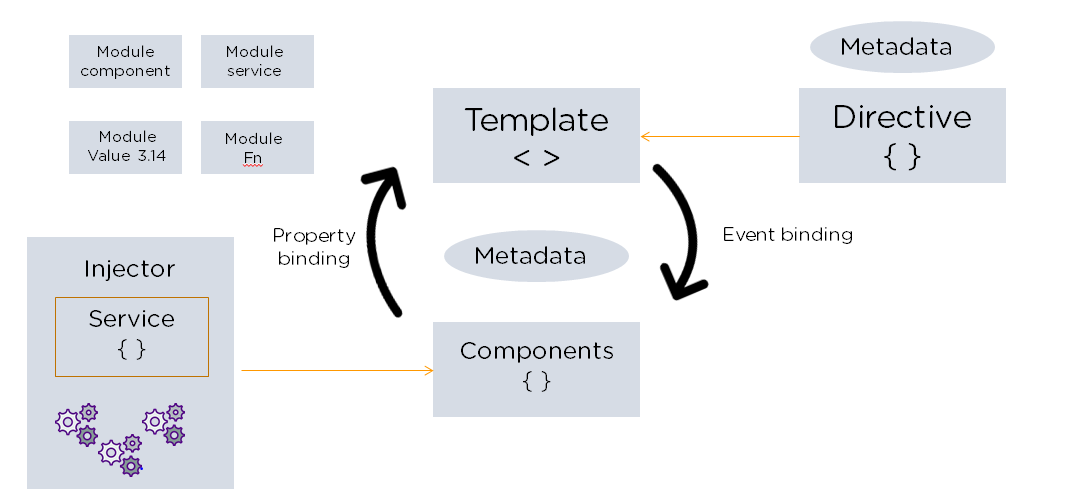 Module
component
Module
service
Module
Value 3.14
Module
Fn
Metadata
Template
< >
Directive
{ }
Property
binding
Metadata
Event binding
Injector
Service
{ }
Components
{ }